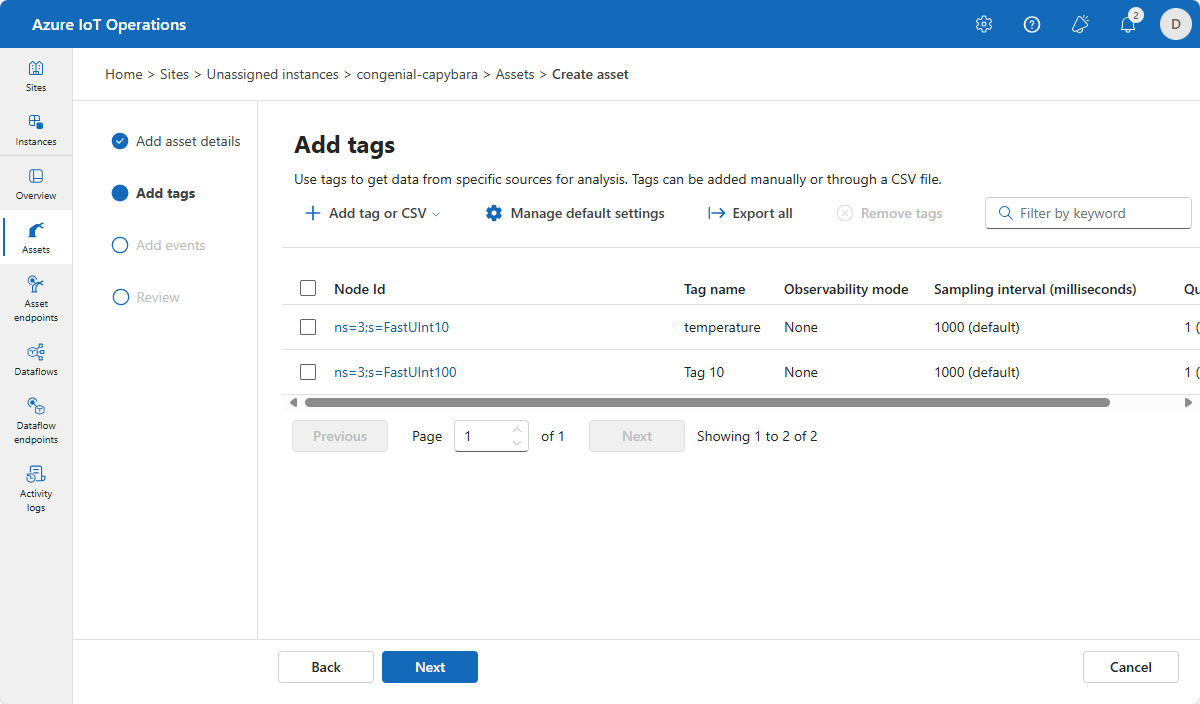 Azure IoT Operations
2
D
Sites
Instances
Overview
Assets
Asset
endpoints
Dataflows
Dataflow
endpoints
Activity
logs
Home > Sites > Unassigned instances > congenial-capybara > Assets > Create asset
Add asset details
Add tags
Add events
Review
Add tags
Use tags to get data from specific sources for analysis. Tags can be added manually or through a CSV file.
Add tag or CSV Manage default settings Export all Remove tags Filter by keyword
Node Id Tag name Observability mode Sampling interval (milliseconds) Qu
ns=3;s=FastUInt10 temperature None 1000 (default) 1 (
ns=3;s=FastUInt100 Tag 10 None 1000 (default) 1 (
Previous Page 1 of 1 Next Showing 1 to 2 of 2
Back Next Cancel